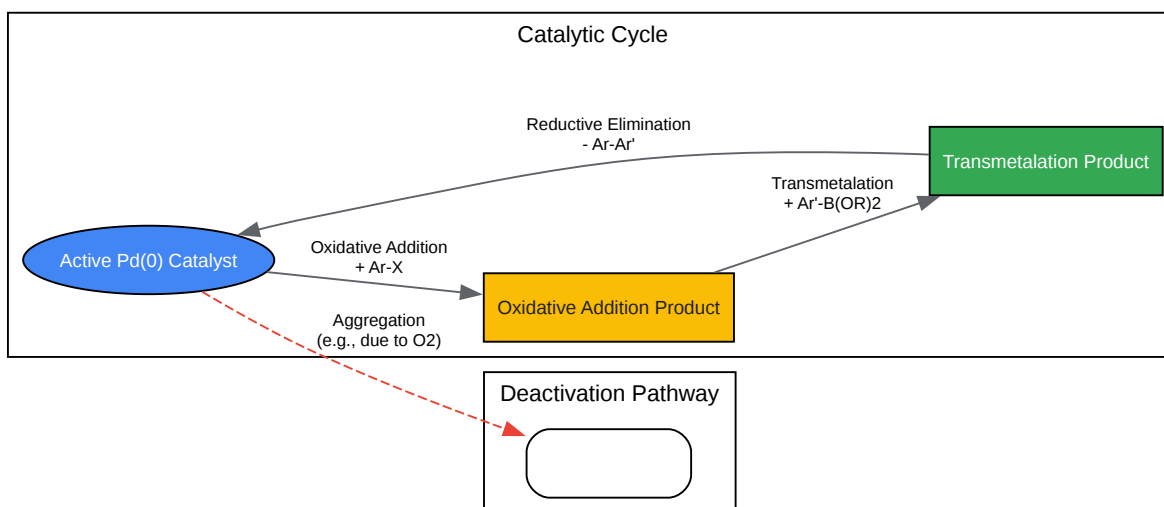 Catalytic Cycle
Reductive Elimination
- Ar-Ar'
Transmetalation Product
Transmetalation
+ Ar'-B(OR)2
Active Pd(0) Catalyst
Oxidative Addition
+ Ar-X
Oxidative Addition Product
Aggregation
(e.g., due to O2)
Deactivation Pathway